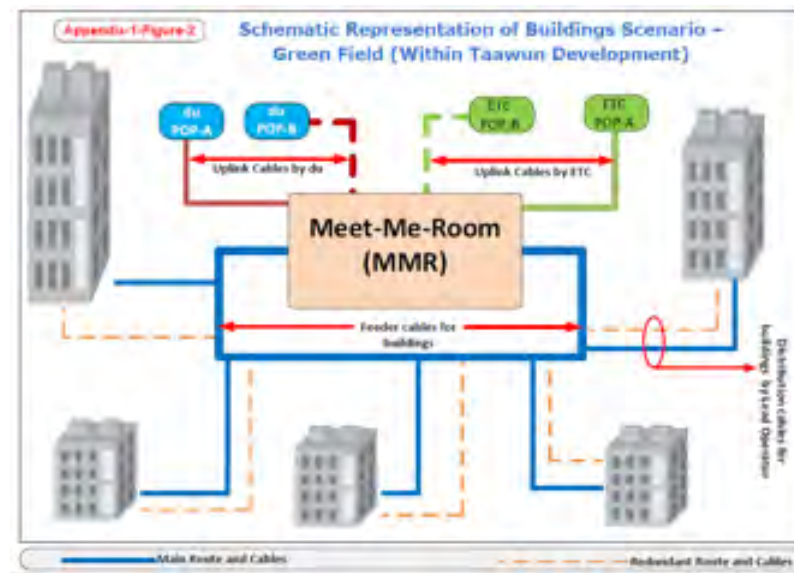 Appendix-1-Figure-2
Schematic Representation of Buildings Scenario –
Green Field (Within Taawun Development)
du
POP-A
du
POP-B
ETC
POP-B
ETC
POP-A
Uplink Cables by du
Uplink Cables by ETC
Meet-Me-Room
(MMR)
Feeder cables for
buildings
Distribution cables for
buildings by Lead Operator
Main Route and Cables
Redundant Route and Cables